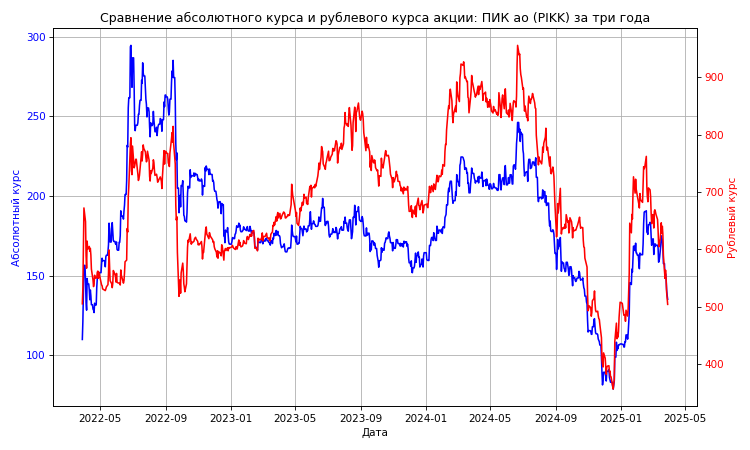 Сравнение абсолютного курса и рублевого курса акции: ПИК ао (PIKK) за три года
300
250
200
150
100
Абсолютный курс
900
800
700
600
500
400
Рублевый курс
2022-05 2022-09 2023-01 2023-05 2023-09 2024-01 2024-05 2024-09 2025-01 2025-05
Дата